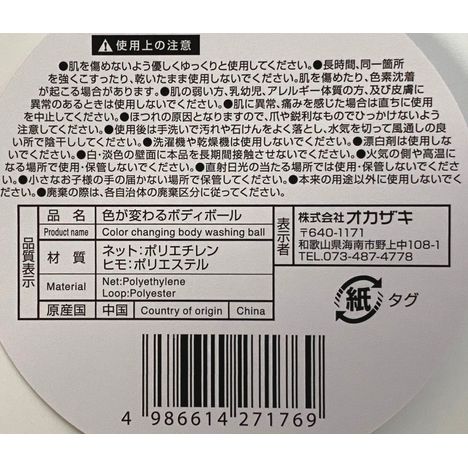 使用上の注意
●肌を傷めないよう優しくゆっくりと使用してください。●長時間、同一箇所
を強くこすったり、乾いたまま使用しないでください。肌を傷めたり、色素沈着
が起こる場合があります。●肌の弱い方、乳幼児、アレルギー体質の方、及び皮膚に
異常のあるときは使用しないでください。●肌に異常、痛みを感じた場合は直ちに使用
を中止してください。●ほつれの原因となりますので、爪や鋭利なものでひっかけないよう
注意してください。●使用後は手洗いで汚れや石けんをよく落とし、水気を切って風通しの良
い所で陰干ししてください。●洗濯機や乾燥機は使用しないでください。●漂白剤は使用しな
いでください。●白・淡色の壁面に本品を長期間接触させないでください。●火気の側や高温に
なる場所で使用・保管しないでください。●直射日光の当たる場所では使用・保管しないでください。
●小さなお子様の手の届かない場所で保管してください。●本来の用途以外に使用しないでください。
●廃棄の際は、各自治体の廃棄区分に従ってください。
品質表示
品 名 色が変わるボディボール
Product name Color changing body washing ball
材 質 ネット:ポリエチレン
ヒモ:ポリエステル
Material Net:Polyethylene
Loop:Polyester
原産国 中国 Country of origin China
表示者
株式会社オカザキ
〒640-1171
和歌山県海南市野上中108-1
TEL.073-487-4778
紙 タグ
4 986614 271769